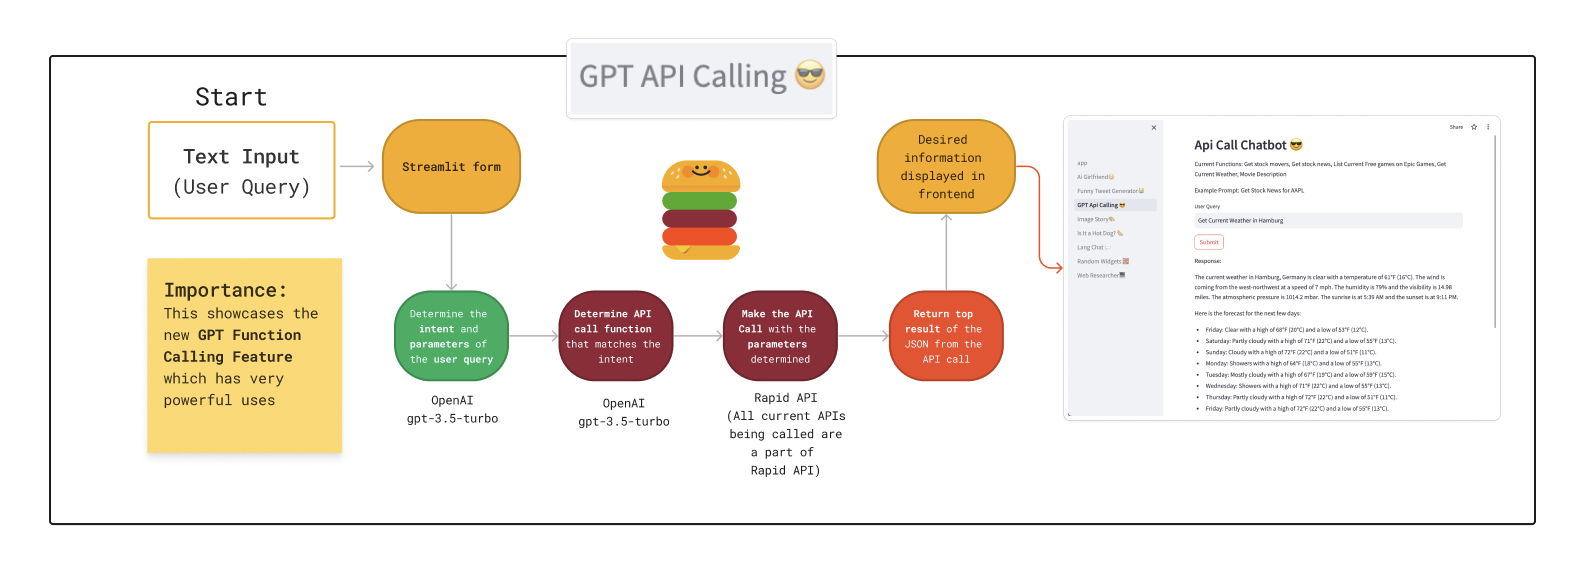 GPT API Calling 😎
Start
Text Input
(User Query)
Streamlit form
Importance:
This showcases the
new GPT Function
Calling Feature
which has very
powerful uses
Determine the
intent and
parameters of
the user query
OpenAI
gpt-3.5-turbo
Determine API
call function
that matches the
intent
OpenAI
gpt-3.5-turbo
Make the API
Call with the
parameters
determined
Rapid API
(All current APIs
being called are
a part of
Rapid API)
Return top
result of the
JSON from the
API call
Desired
information
displayed in
frontend
app
Ai Girlfriend
Funny Tweet Generator
GPT Api Calling 😎
Image Story
Is it a Hot Dog?
Lang Chat
Random Widgets
Web Researcher
Share
Api Call Chatbot 😎
Current Functions: Get stock movers, Get stock news, List Current Free games on Epic Games, Get
Current Weather, Movie Description
Example Prompt: Get Stock News for AAPL
User Query
Get Current Weather in Hamburg
Submit
Response:
The current weather in Hamburg, Germany is clear with a temperature of 61°F (16°C). The wind is
coming from the west-northwest at a speed of 7 mph. The humidity is 79% and the visibility is 14.98
miles. The atmospheric pressure is 1014.2 mbar. The sunrise is at 5:39 AM and the sunset is at 9:11 PM.
Here is the forecast for the next few days:
• Friday: Clear with a high of 68°F (20°C) and a low of 53°F (12°C).
• Saturday: Partly cloudy with a high of 71°F (22°C) and a low of 55°F (13°C).
• Sunday: Cloudy with a high of 72°F (22°C) and a low of 51°F (11°C).
• Monday: Showers with a high of 64°F (18°C) and a low of 55°F (13°C).
• Tuesday: Mostly cloudy with a high of 67°F (19°C) and a low of 59°F (15°C).
• Wednesday: Showers with a high of 71°F (22°C) and a low of 55°F (13°C).
• Thursday: Partly cloudy with a high of 72°F (22°C) and a low of 51°F (11°C).
• Friday: Partly cloudy with a high of 72°F (22°C) and a low of 55°F (13°C).